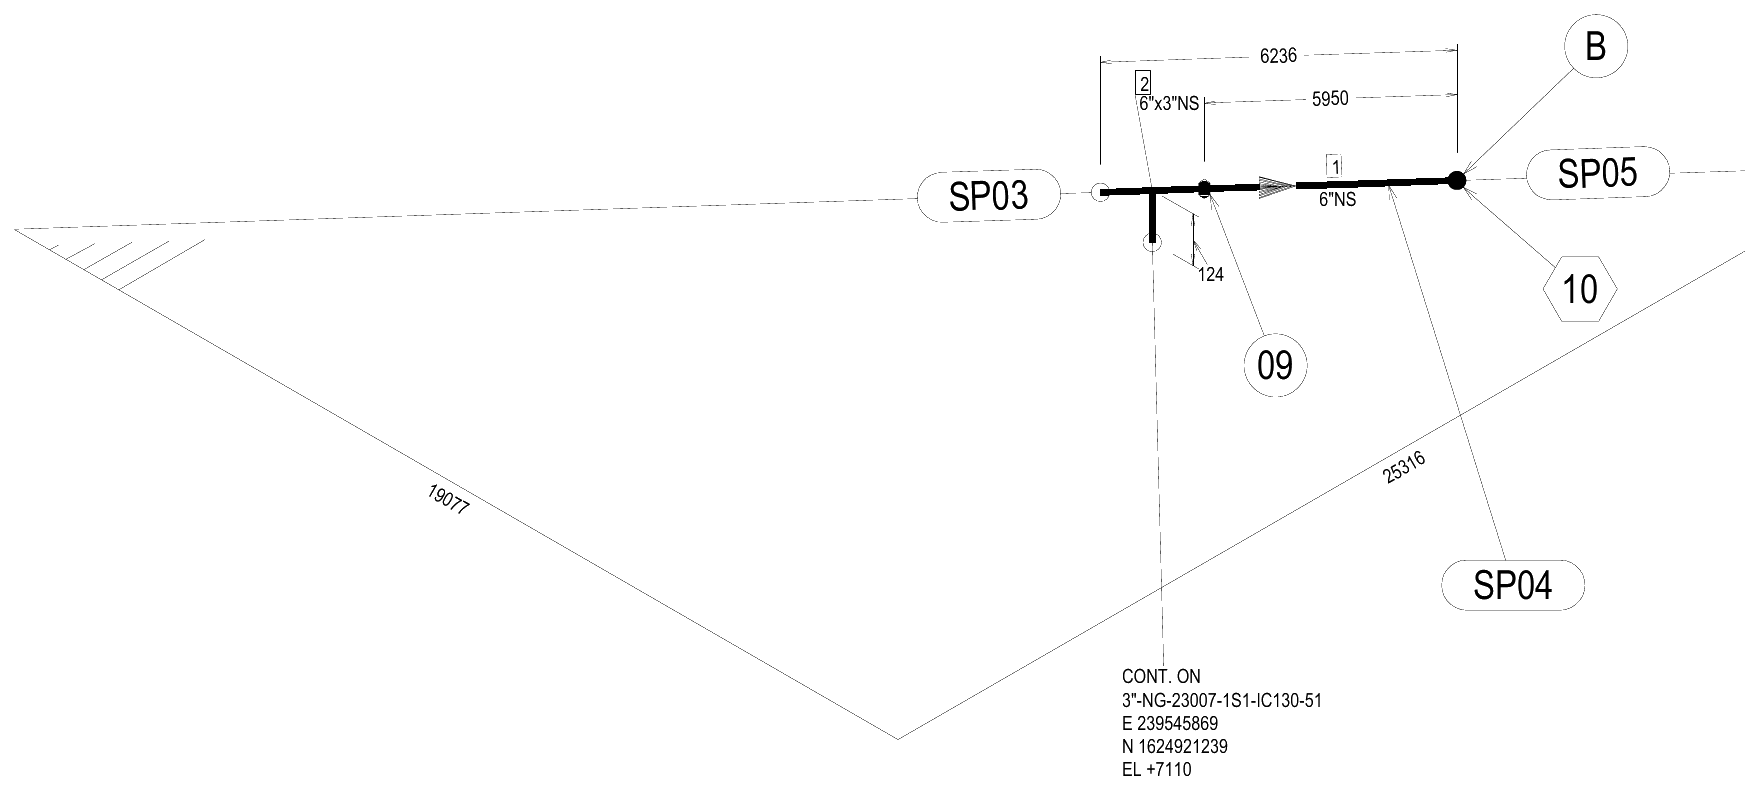 B
6236
2
6"x3"NS
5950
1
SP03
SP05
6"NS
124
10
09
25316
19077
SP04
CONT. ON
3"-NG-23007-1S1-IC130-51
E 239545869
N 1624921239
EL +7110